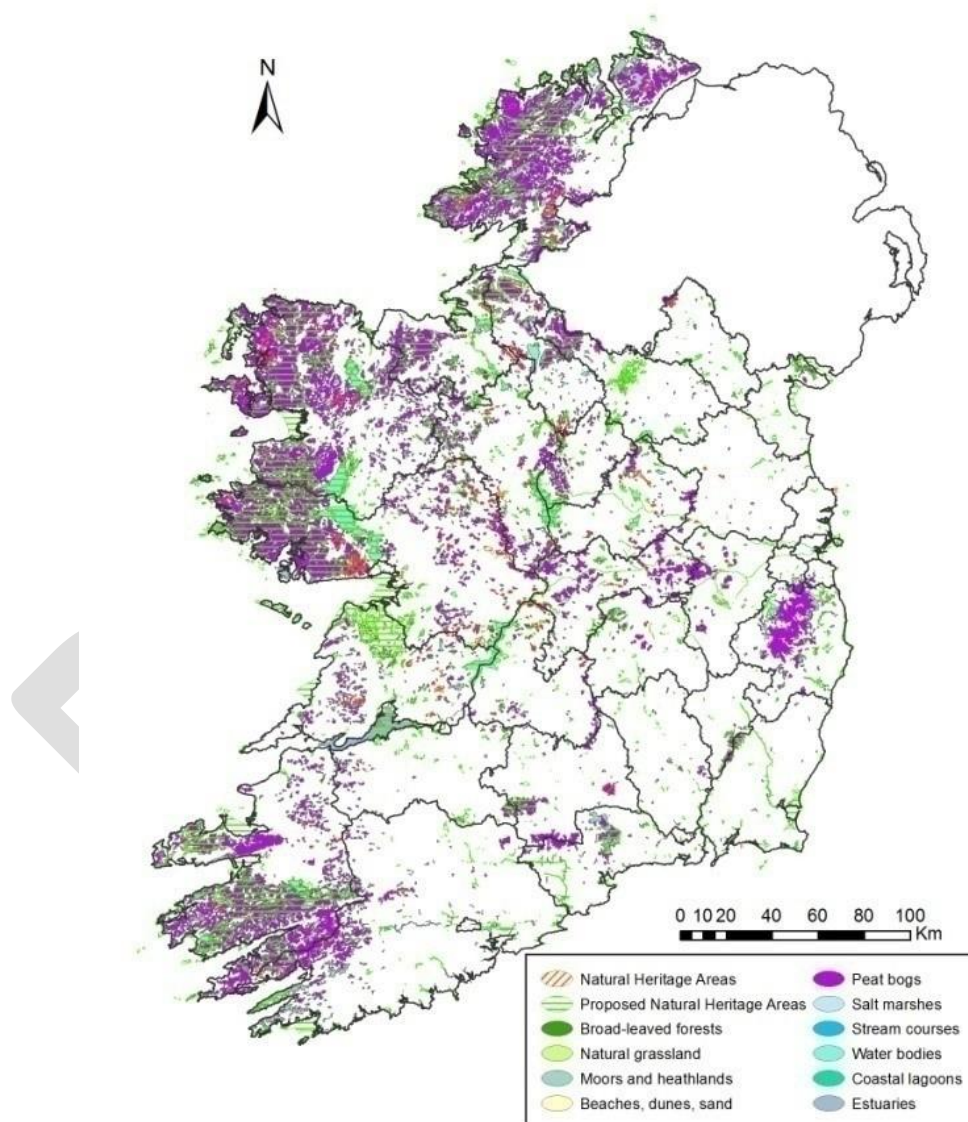 N
0 10 20 40 60 80 100
Km
Natural Heritage Areas
Proposed Natural Heritage Areas
Broad-leaved forests
Natural grassland
Moors and heathlands
Beaches, dunes, sand
Peat bogs
Salt marshes
Stream courses
Water bodies
Coastal lagoons
Estuaries